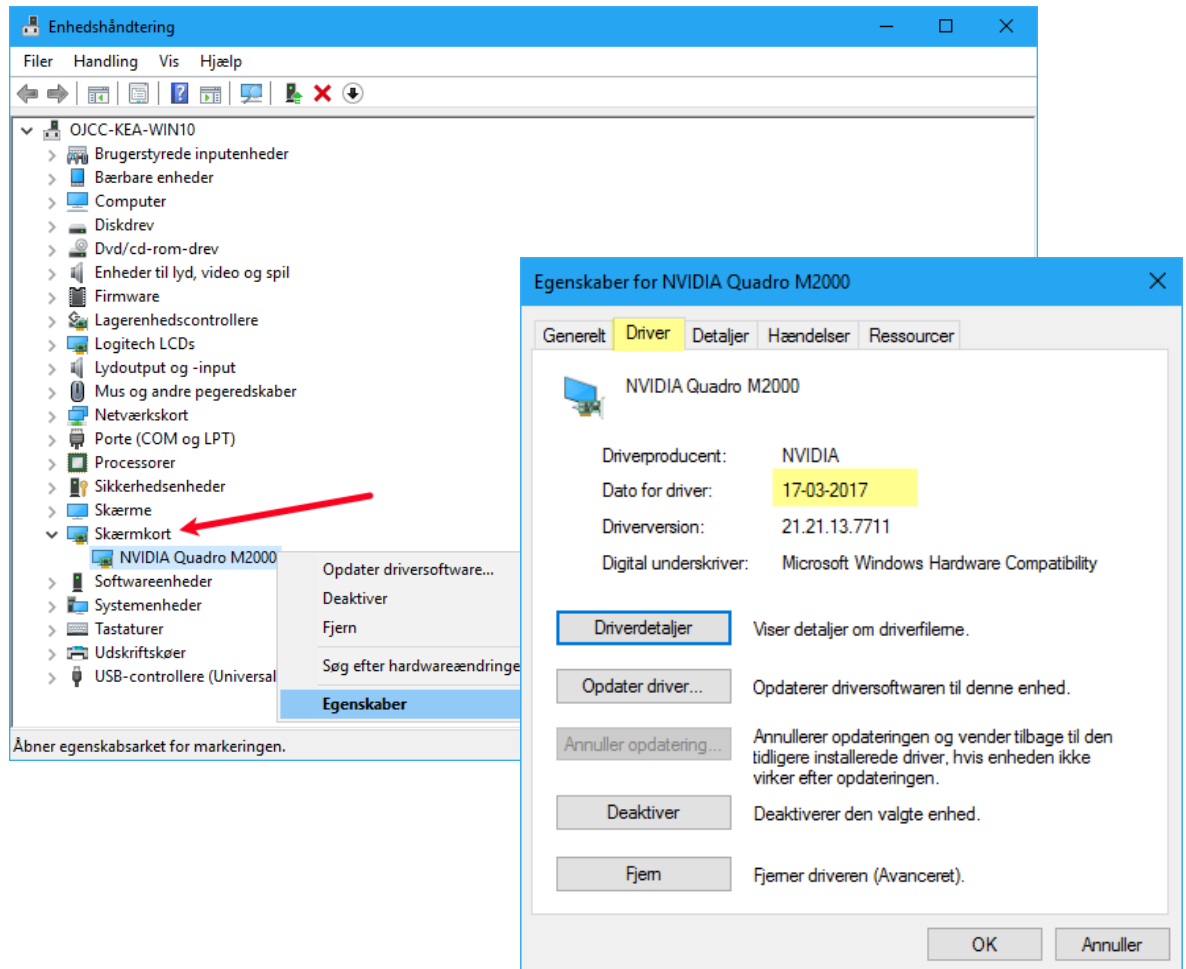 Enhedshåndtering
Filer Handling Vis Hjælp
OJCC-KEA-WIN10
Brugerstyrede inputenheder
Bærbare enheder
Computer
Diskdrev
Dvd/cd-rom-drev
Enheder til lyd, video og spil
Firmware
Lagerenhedscontrollere
Logitech LCDs
Lydoutput og -input
Mus og andre pegeredskaber
Netværkskort
Porte (COM og LPT)
Processorer
Sikkerhedsenheder
Skærme
Skærmkort
NVIDIA Quadro M2000
Softwareenheder
Systemenheder
Tastaturer
Udskriftskøer
USB-controllere (Universal
Opdater driversoftware...
Deaktiver
Fjern
Søg efter hardwareændringe
Egenskaber
Åbner egenskabsarket for markeringen.
Egenskaber for NVIDIA Quadro M2000
Generelt Driver Detaljer Hændelser Ressourcer
NVIDIA Quadro M2000
Driverproducent: NVIDIA
Dato for driver: 17-03-2017
Driverversion: 21.21.13.7711
Digital underskriver: Microsoft Windows Hardware Compatibility
Driverdetaljer Viser detaljer om driverfilerne.
Opdater driver... Opdaterer driversoftwaren til denne enhed.
Annuller opdatering... Annullerer opdateringen og vender tilbage til den
tidligere installerede driver, hvis enheden ikke
virker efter opdateringen.
Deaktiver Deaktiverer den valgte enhed.
Fjern Fjerner driveren (Avanceret).
OK Annuller